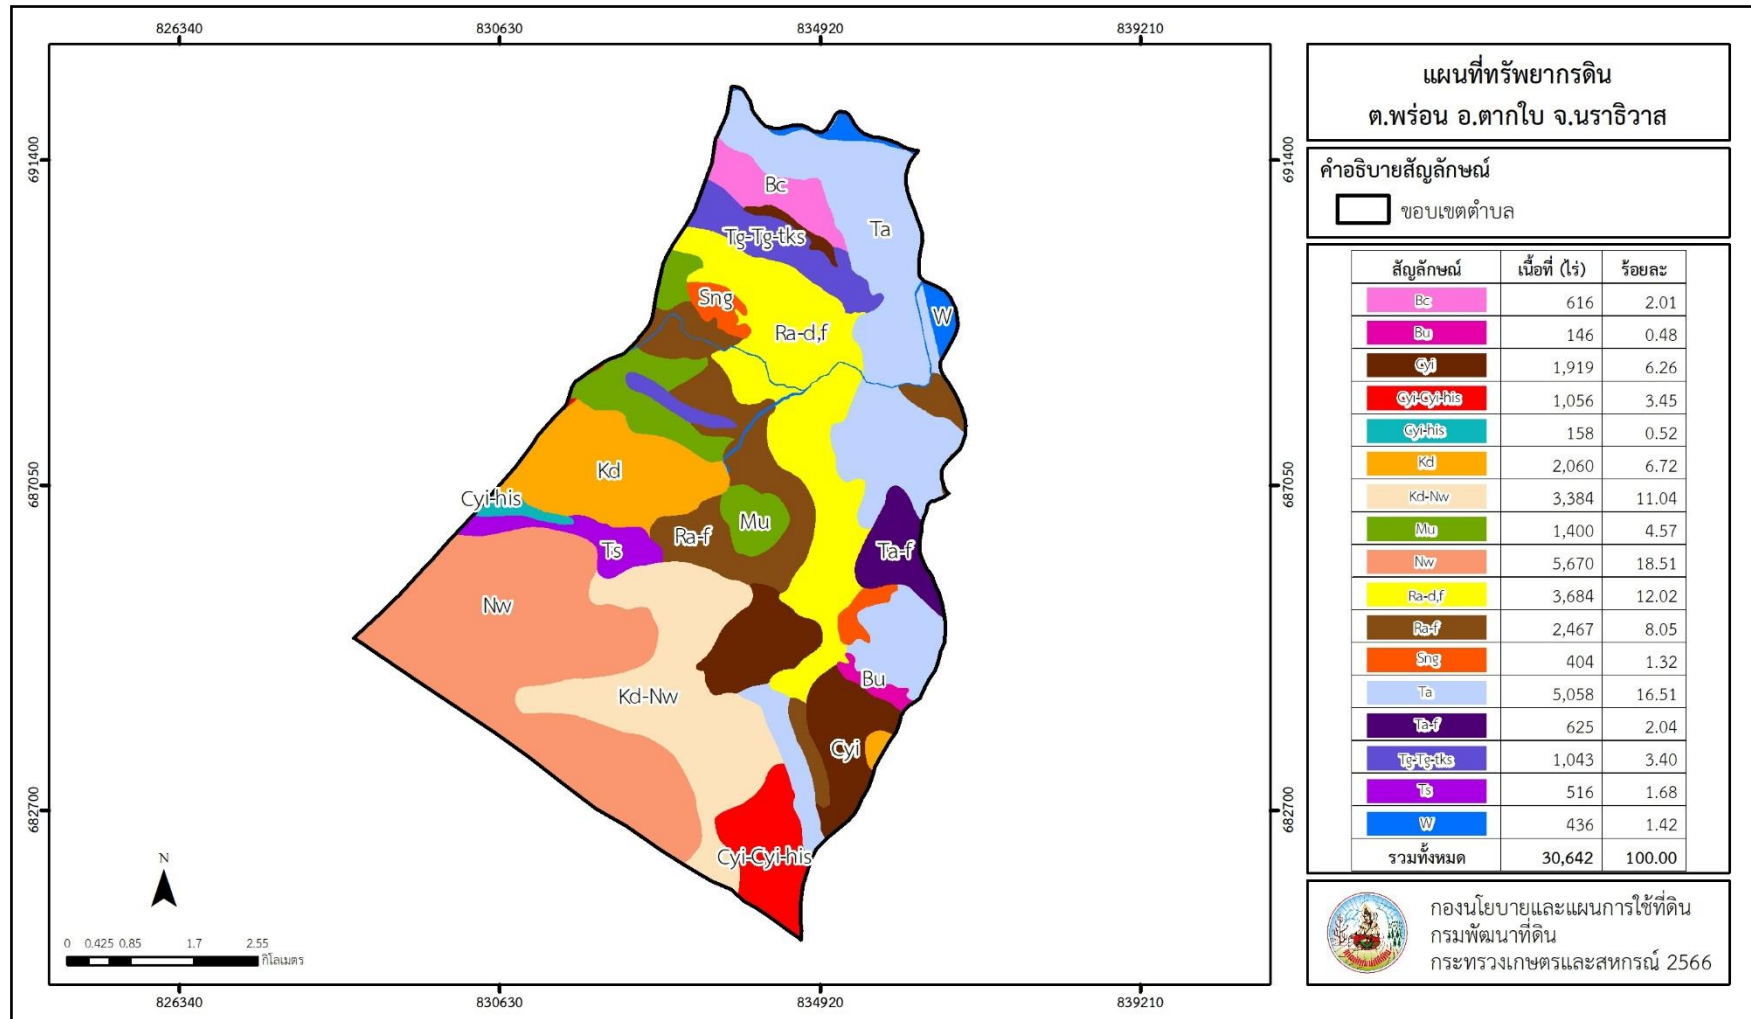 826340
830630
834920
839210
691400
691400
687050
687050
682700
682700
Bc
Ta
Tg-Tg-tks
Sng
W
Ra-d,f
Kd
Cyi-his
Mu
Ra-f
Ts
Ta-f
Nw
Bu
Kd-Nw
Cyi
Cyi-Cyi-his
N
0 0.425 0.85 1.7 2.55
กิโลเมตร
826340
830630
834920
839210
แผนที่ทรัพยากรดิน
ต.พร่อน อ.ตากใบ จ.นราธิวาส
คำอธิบายสัญลักษณ์
ขอบเขตตำบล
สัญลักษณ์ เนื้อที่ (ไร่) ร้อยละ
Bc 616 2.01
Bu 146 0.48
Cyi 1,919 6.26
Cyi-Cyi-his 1,056 3.45
Cyi-his 158 0.52
Kd 2,060 6.72
Kd-Nw 3,384 11.04
Mu 1,400 4.57
Nw 5,670 18.51
Ra-d,f 3,684 12.02
Ra-f 2,467 8.05
Sng 404 1.32
Ta 5,058 16.51
Ta-f 625 2.04
Tg-Tg-tks 1,043 3.40
Ts 516 1.68
W 436 1.42
รวมทั้งหมด 30,642 100.00
กองนโยบายและแผนการใช้ที่ดิน
กรมพัฒนาที่ดิน
กระทรวงเกษตรและสหกรณ์ 2566